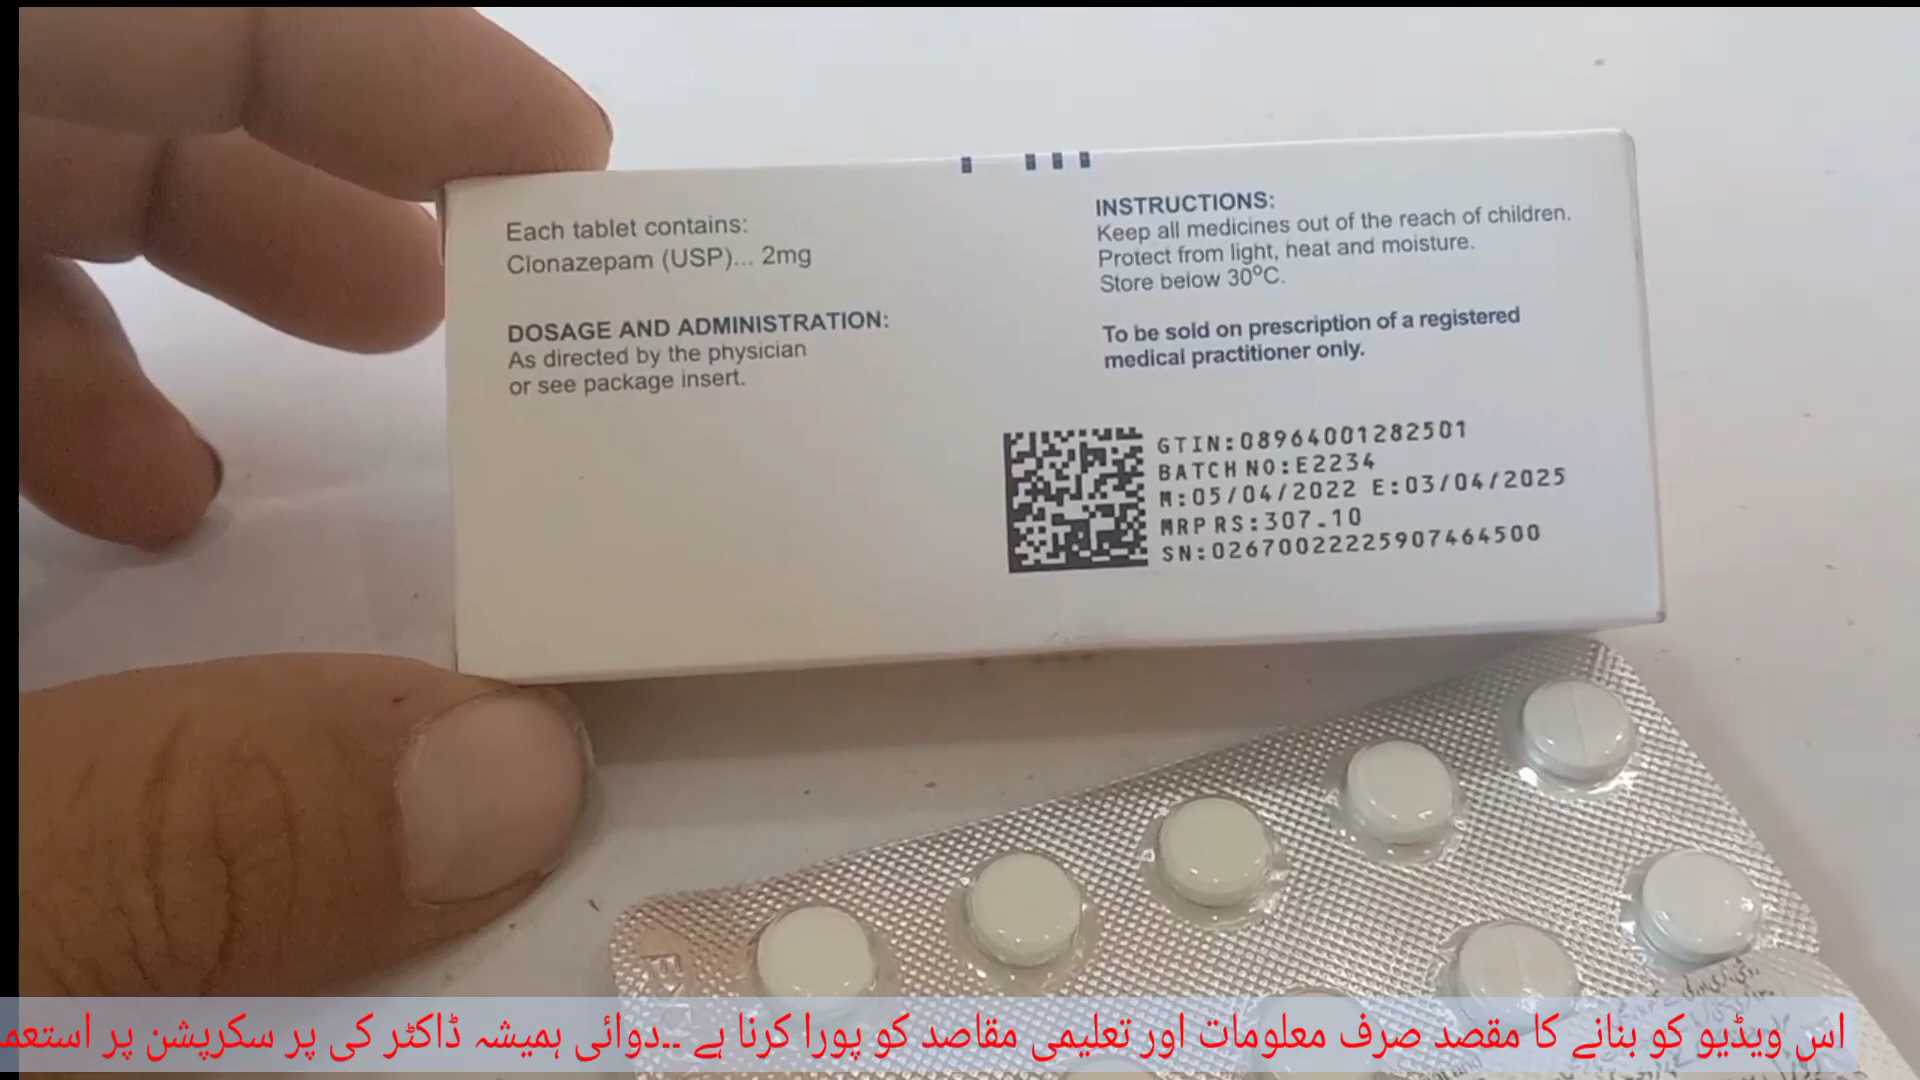 Each tablet contains:
Clonazepam (USP)... 2mg
DOSAGE AND ADMINISTRATION:
As directed by the physician
or see package insert.
INSTRUCTIONS:
Keep all medicines out of the reach of children.
Protect from light, heat and moisture.
Store below 30°C.
To be sold on prescription of a registered
medical practitioner only.
GTIN:08964001282501
BATCH NO:E2234
M:05/04/2022 E:03/04/2025
MRP RS:307.10
SN:02670022225907464500
اس ویڈیو کو بنانے کا مقصد صرف معلومات اور تعلیمی مقاصد کو پورا کرنا ہے ..دوائی ہمیشہ ڈاکٹر کی پر سکرپشن پر